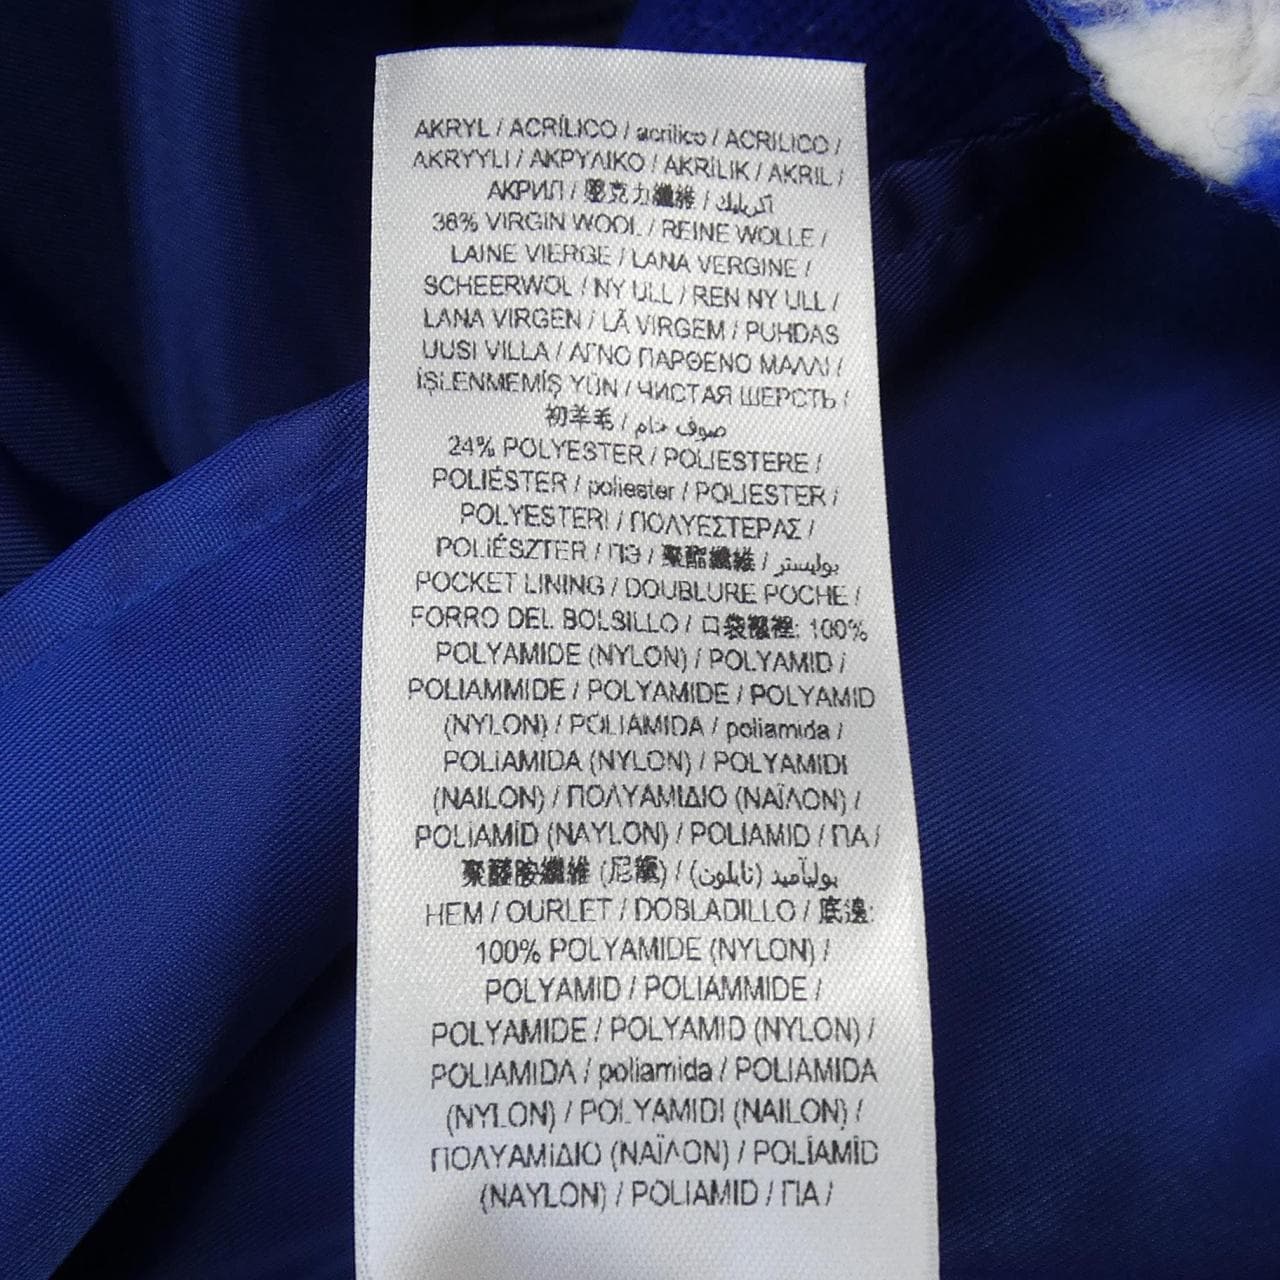 AKRYL / ACRÍLICO / acrílico / ACRILICO /
AKRYYLI / ΑΚΡΥΛΙΚΟ / AKRİLİK / AKRIL /
АКРИЛ / 壓克力纖維 / أكريليك
38% VIRGIN WOOL / REINE WOLLE /
LAINE VIERGE / LANA VERGINE /
SCHEERWOL / NY ULL / REN NY ULL /
LANA VIRGEN / LÃ VIRGEM / PUHDAS
UUSI VILLA / ΑΓΝΟ ΠΑΡΘΕΝΟ ΜΑΛΛΙ /
İŞLENMEMİŞ YÜN / ЧИСТАЯ ШЕРСТЬ /
初羊毛 / صوف خام
24% POLYESTER / POLIESTERE /
POLIÉSTER / poliester / POLIESTER /
POLYESTERI / ΠΟΛΥΕΣΤΕΡΑΣ /
POLIÉSZTER / ПЭ / 聚酯纖維 / بوليستر
POCKET LINING / DOUBLURE POCHE /
FORRO DEL BOLSILLO / 口袋襯裡: 100%
POLYAMIDE (NYLON) / POLYAMID /
POLIAMMIDE / POLYAMIDE / POLYAMID
(NYLON) / POLIAMIDA / poliamida /
POLIAMIDA (NYLON) / POLYAMIDI
(NAILON) / ΠΟΛΥΑΜΙΔΙΟ (ΝΑΪΛΟΝ) /
POLİAMİD (NAYLON) / POLIAMID / ПА /
聚醯胺纖維 (尼龍) / بوليآميد (نايلون)
HEM / OURLET / DOBLADILLO / 底邊:
100% POLYAMIDE (NYLON) /
POLYAMID / POLIAMMIDE /
POLYAMIDE / POLYAMID (NYLON) /
POLIAMIDA / poliamida / POLIAMIDA
(NYLON) / POLYAMIDI (NAILON) /
ΠΟΛΥΑΜΙΔΙΟ (ΝΑΪΛΟΝ) / POLİAMİD
(NAYLON) / POLIAMID / ПА /